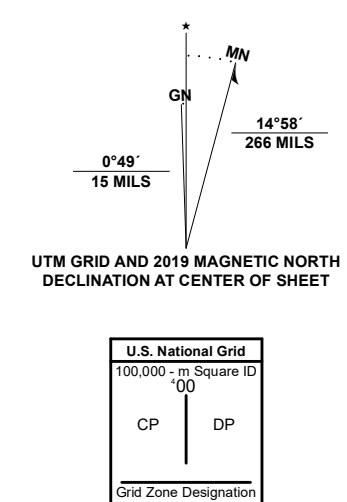 ★
MN
GN
14°58´
266 MILS
0°49´
15 MILS
UTM GRID AND 2019 MAGNETIC NORTH
DECLINATION AT CENTER OF SHEET
U.S. National Grid
100,000 - m Square ID
⁴00
CP DP
Grid Zone Designation